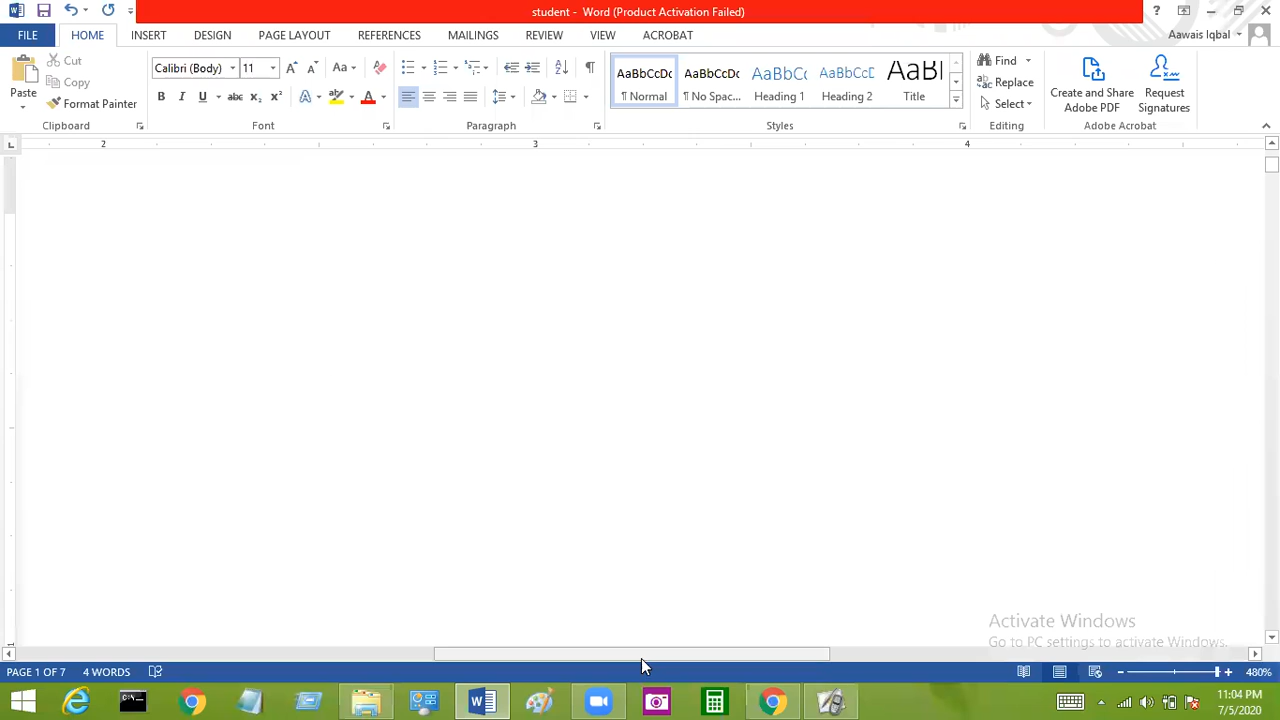 student - Word (Product Activation Failed)
FILE HOME INSERT DESIGN PAGE LAYOUT REFERENCES MAILINGS REVIEW VIEW ACROBAT Aawais Iqbal
Paste
Cut
Copy
Format Painter
Clipboard
Calibri (Body) 11
Font
Paragraph
AaBbCcDc AaBbCcDc AaBbCc AaBbCcD AaBl
¶ Normal ¶ No Spac... Heading 1 Heading 2 Title
Styles
Find
Replace
Select
Editing
Create and Share
Adobe PDF
Request
Signatures
Adobe Acrobat
2 3 4
Activate Windows
Go to PC settings to activate Windows.
PAGE 1 OF 7 4 WORDS 480%
11:04 PM
7/5/2020